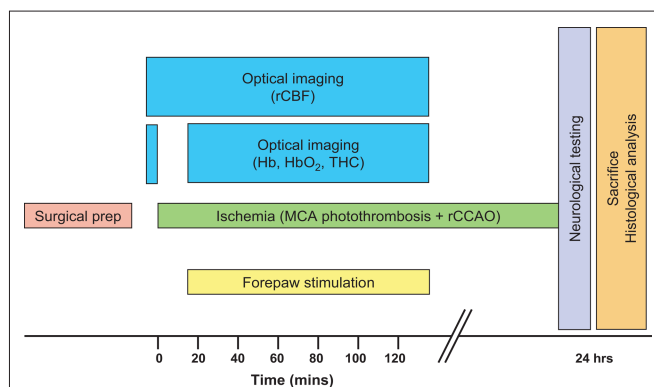 Optical imaging
(rCBF)
Optical imaging
(Hb, HbO₂, THC)
Surgical prep
Ischemia (MCA photothrombosis + rCCAO)
Forepaw stimulation
Neurological testing
Sacrifice
Histological analysis
0 20 40 60 80 100 120 24 hrs
Time (mins)